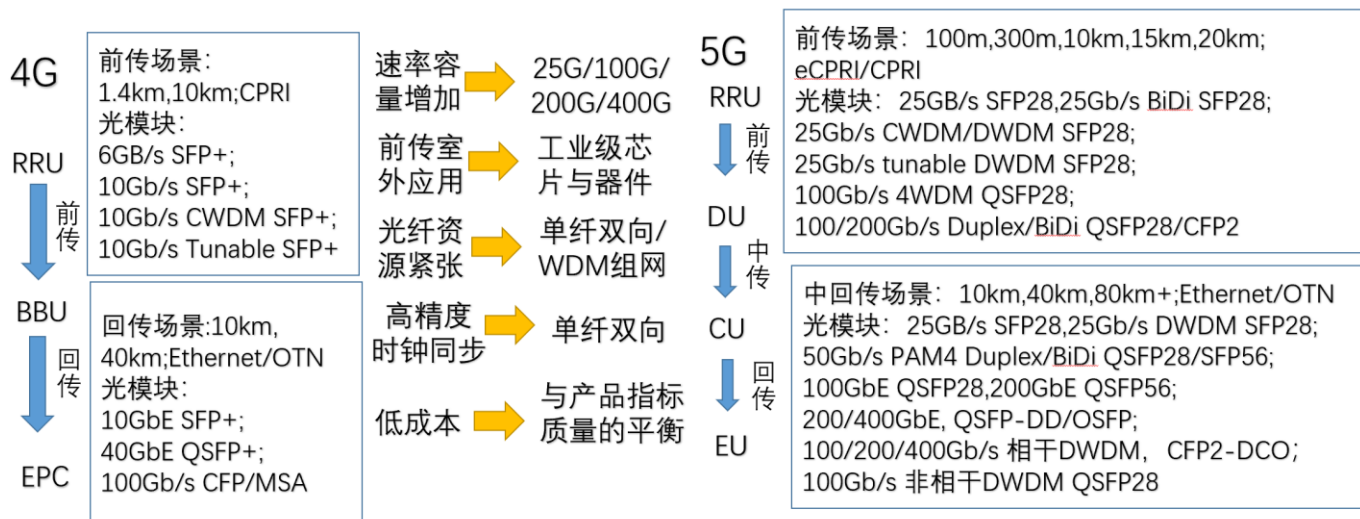 4G
RRU
前传
BBU
回传
EPC
前传场景：
1.4km,10km;CPRI
光模块：
6GB/s SFP+;
10Gb/s SFP+;
10Gb/s CWDM SFP+;
10Gb/s Tunable SFP+
回传场景:10km,
40km;Ethernet/OTN
光模块：
10GbE SFP+;
40GbE QSFP+;
100Gb/s CFP/MSA
速率容
量增加
25G/100G/
200G/400G
前传室
外应用
工业级芯
片与器件
光纤资
源紧张
单纤双向/
WDM组网
高精度
时钟同步
单纤双向
低成本
与产品指标
质量的平衡
5G
RRU
前传
DU
中传
CU
回传
EU
前传场景：100m,300m,10km,15km,20km;
eCPRI/CPRI
光模块：25GB/s SFP28,25Gb/s BiDi SFP28;
25Gb/s CWDM/DWDM SFP28;
25Gb/s tunable DWDM SFP28;
100Gb/s 4WDM QSFP28;
100/200Gb/s Duplex/BiDi QSFP28/CFP2
中回传场景：10km,40km,80km+;Ethernet/OTN
光模块：25GB/s SFP28,25Gb/s DWDM SFP28;
50Gb/s PAM4 Duplex/BiDi QSFP28/SFP56;
100GbE QSFP28,200GbE QSFP56;
200/400GbE, QSFP-DD/OSFP;
100/200/400Gb/s 相干DWDM，CFP2-DCO；
100Gb/s 非相干DWDM QSFP28